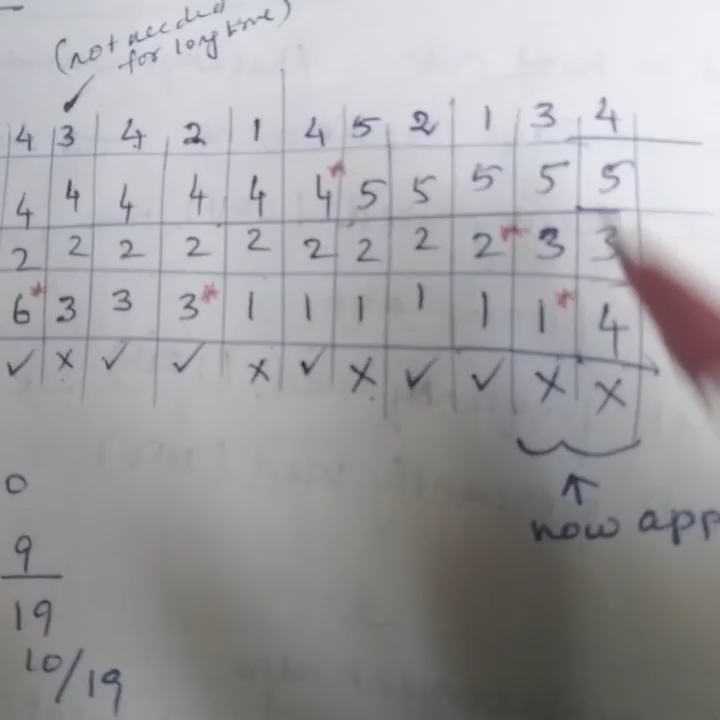 (not needed
for long time)
4 3 4 2 1 4 5 2 1 3 4
4 4 4 4 4 4* 5 5 5 5 5
2 2 2 2 2 2 2 2 2* 3 3
6* 3 3 3* 1 1 1 1 1 1* 4
✓ x ✓ ✓ x ✓ x ✓ ✓ x x
0
9
19
10/19
↑
now app